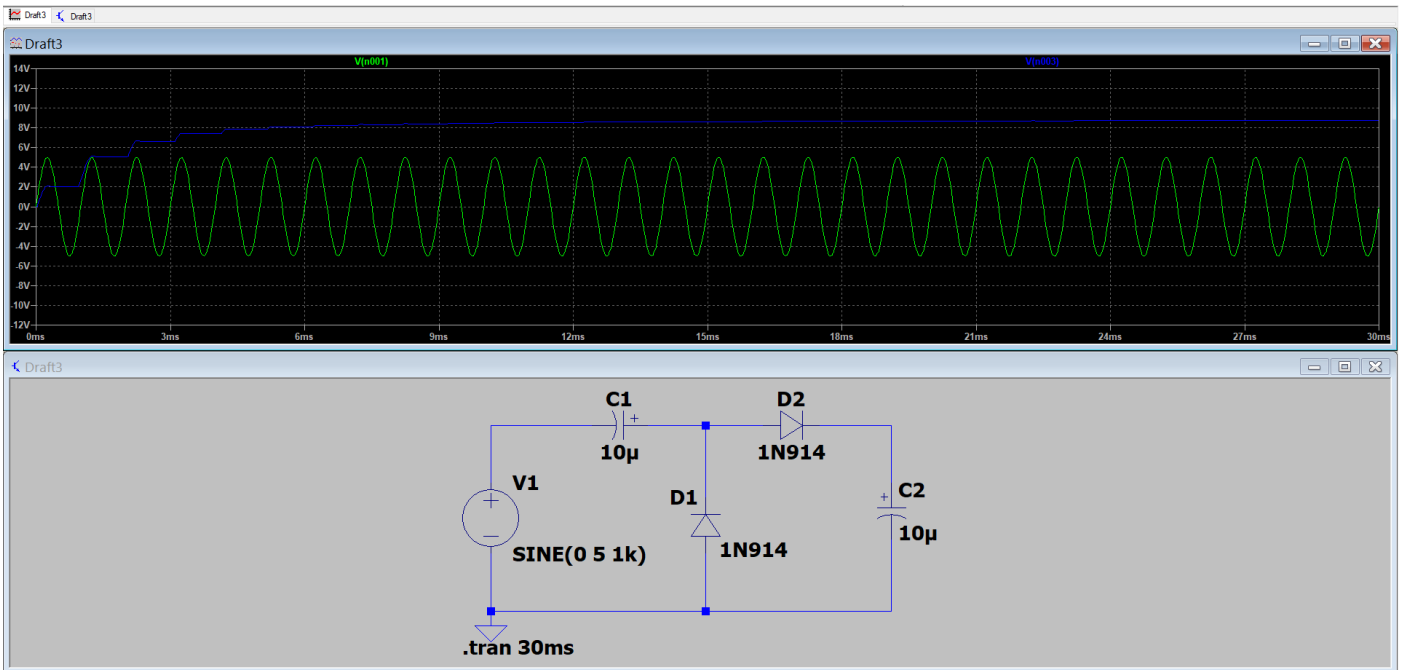 Draft3 Draft3
Draft3
V(n001) V(n003)
14V
12V
10V
8V
6V
4V
2V
0V
-2V
-4V
-6V
-8V
-10V
-12V
0ms 3ms 6ms 9ms 12ms 15ms 18ms 21ms 24ms 27ms 30ms
Draft3
C1 D2
+
10µ 1N914
V1
D1
+ C2
10µ
SINE(0 5 1k)
1N914
.tran 30ms